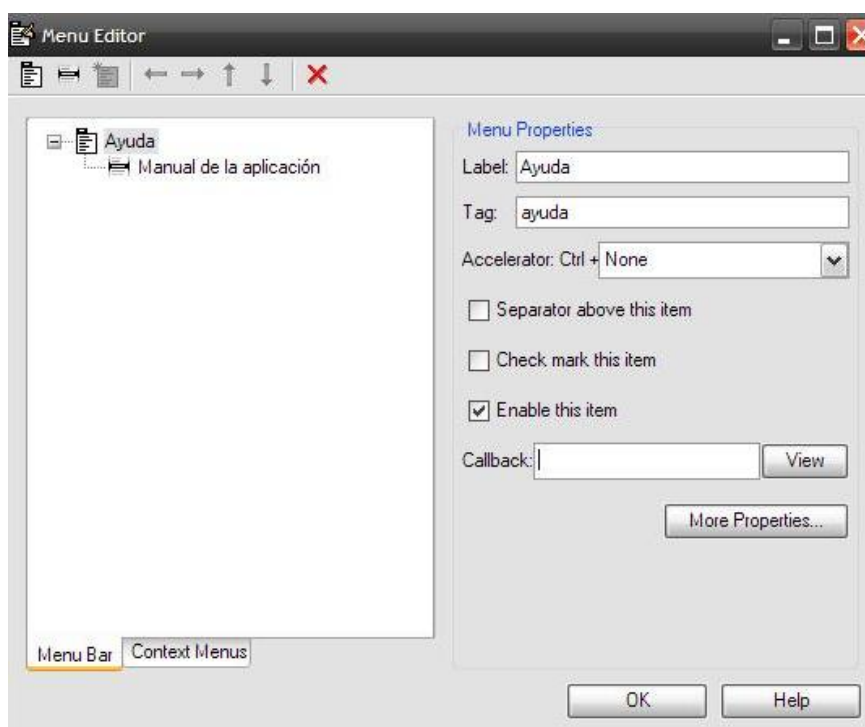 Menu Editor
Ayuda
Manual de la aplicación
Menu Properties
Label: Ayuda
Tag: ayuda
Accelerator: Ctrl + None
Separator above this item
Check mark this item
Enable this item
Callback: View
More Properties...
Menu Bar Context Menus
OK Help